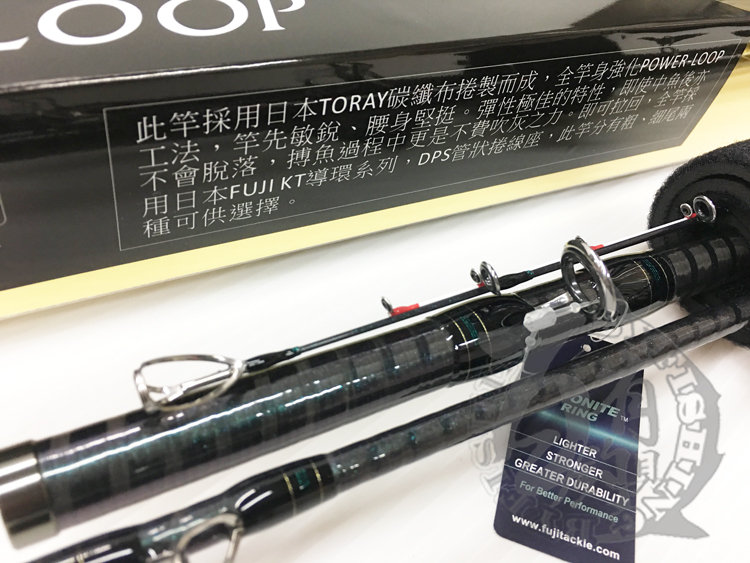 LOOP
此竿採用日本TORAY碳纖布捲製而成，全竿身強化POWER-LOOP
工法，竿先敏銳、腰身堅挺。彈性極佳的特性，即使中魚後亦
不會脫落，搏魚過程中更是不費吹灰之力。即可拉回，全竿採
用日本FUJI KT導環系列，DPS管狀捲線座，此竿分有粗、細尾兩
種可供選擇。
ONITE™
RING
LIGHTER
STRONGER
GREATER DURABILITY
For Better Performance
www.fujitackle.com
FISHING